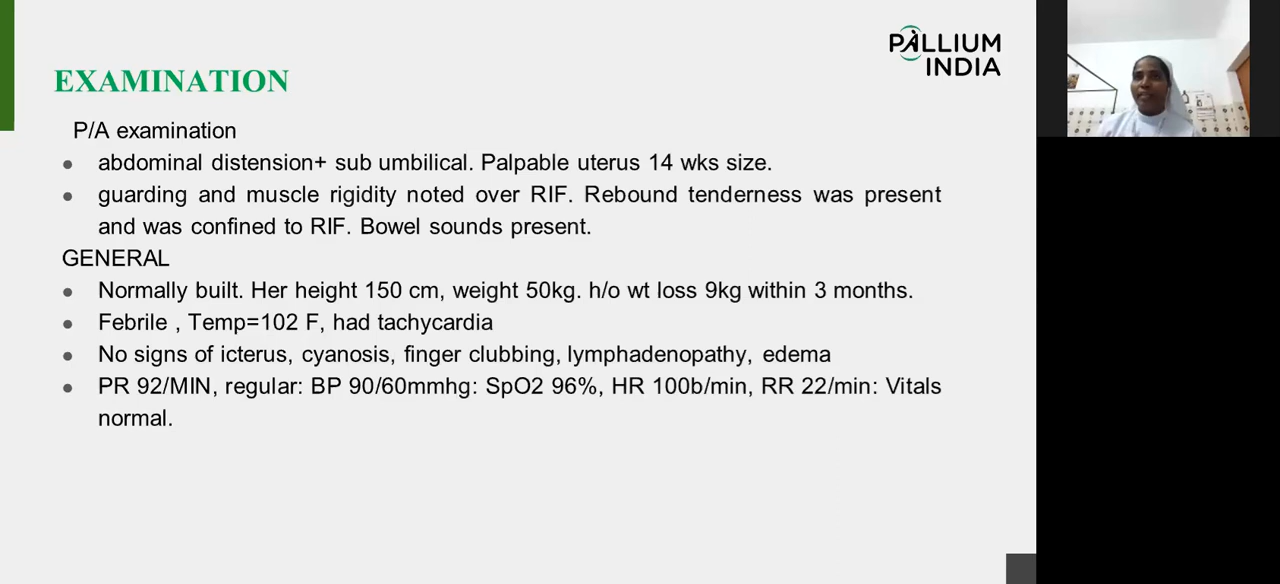 PALLIUM
INDIA
EXAMINATION
P/A examination
abdominal distension+ sub umbilical. Palpable uterus 14 wks size.
guarding and muscle rigidity noted over RIF. Rebound tenderness was present
and was confined to RIF. Bowel sounds present.
GENERAL
Normally built. Her height 150 cm, weight 50kg. h/o wt loss 9kg within 3 months.
Febrile , Temp=102 F, had tachycardia
No signs of icterus, cyanosis, finger clubbing, lymphadenopathy, edema
PR 92/MIN, regular: BP 90/60mmhg: SpO2 96%, HR 100b/min, RR 22/min: Vitals
normal.